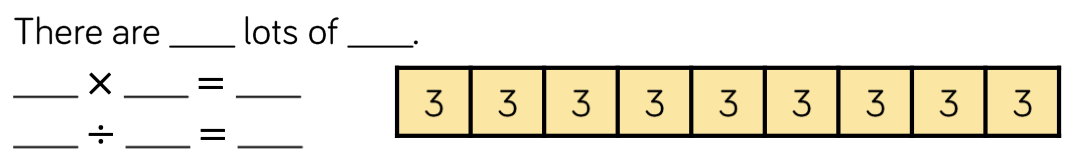 There are ____ lots of ____.
____ × ____ = ____
____ ÷ ____ = ____
3 3 3 3 3 3 3 3 3